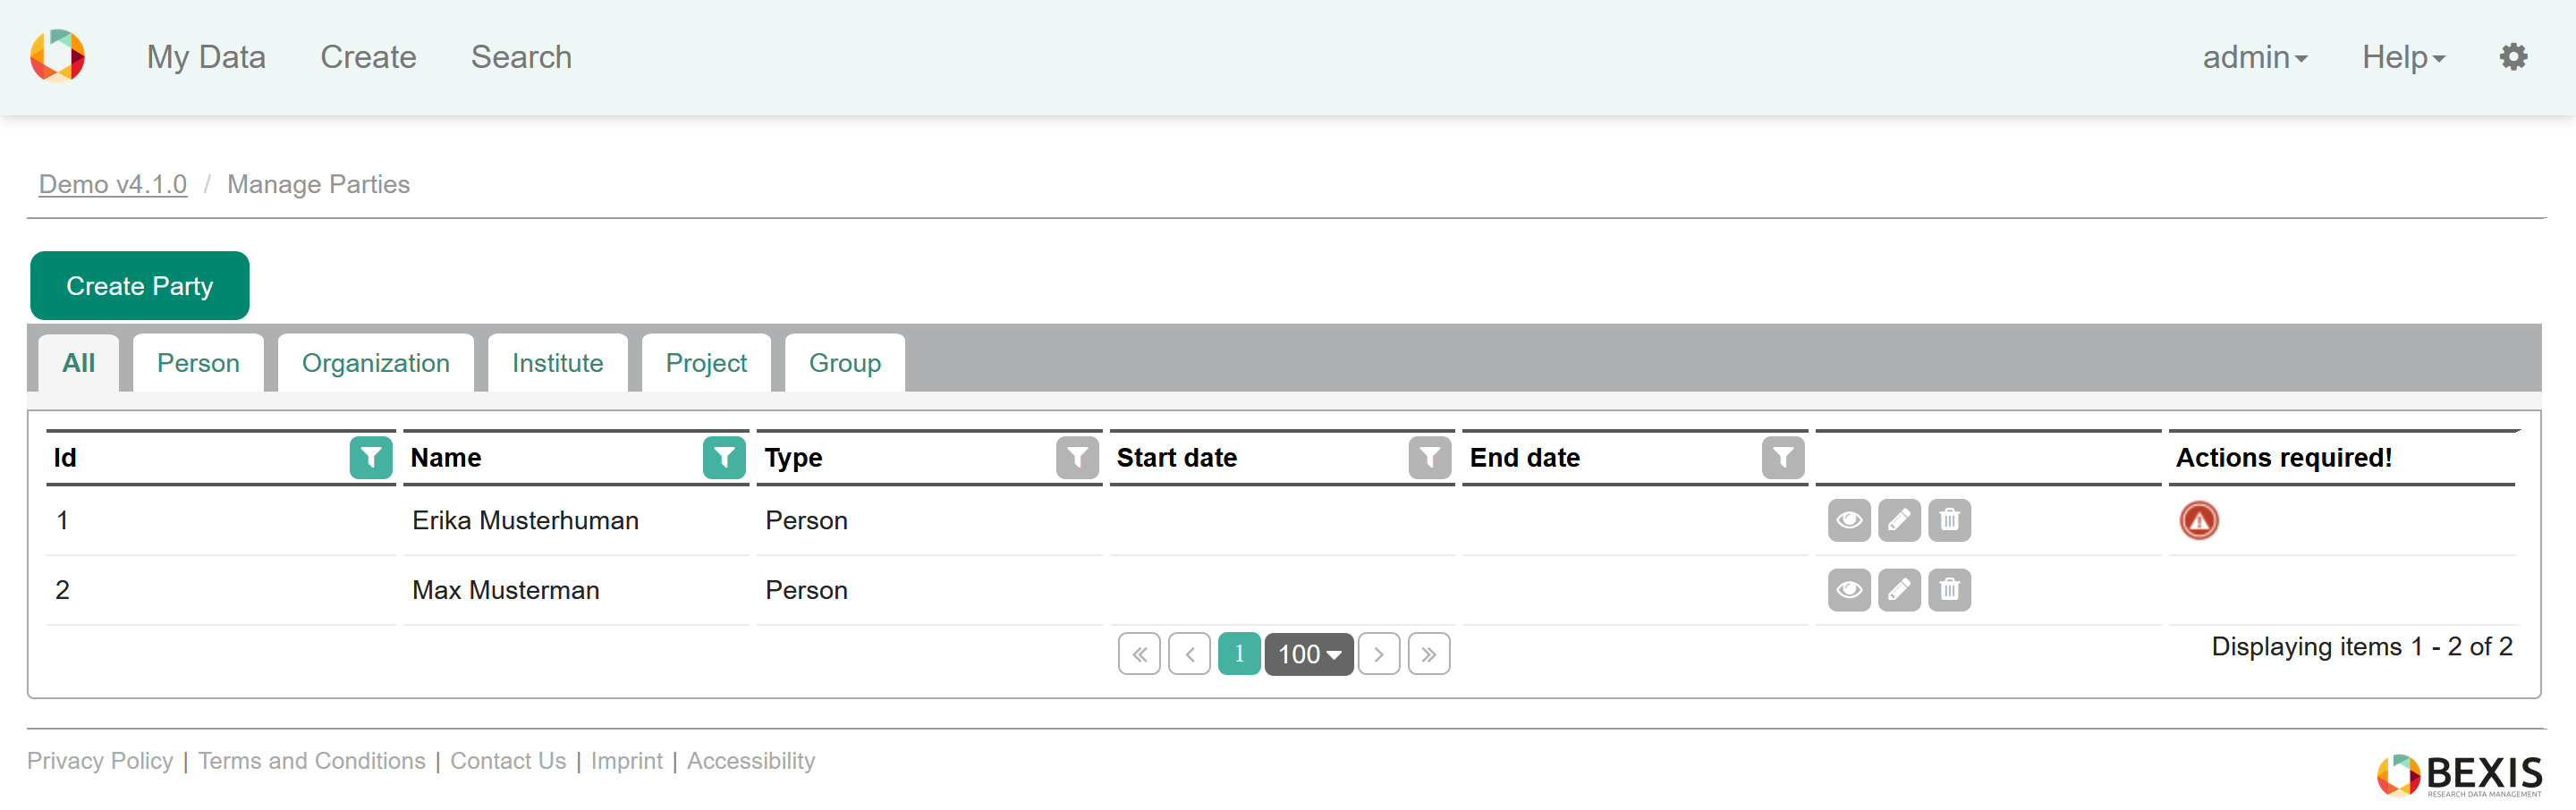 My Data Create Search admin Help
Demo v4.1.0 / Manage Parties
Create Party
All Person Organization Institute Project Group
Id Name Type Start date End date Actions required!
1 Erika Musterhuman Person
2 Max Musterman Person
« ‹ 1 100 › »
Displaying items 1 - 2 of 2
Privacy Policy | Terms and Conditions | Contact Us | Imprint | Accessibility
BEXIS
RESEARCH DATA MANAGEMENT